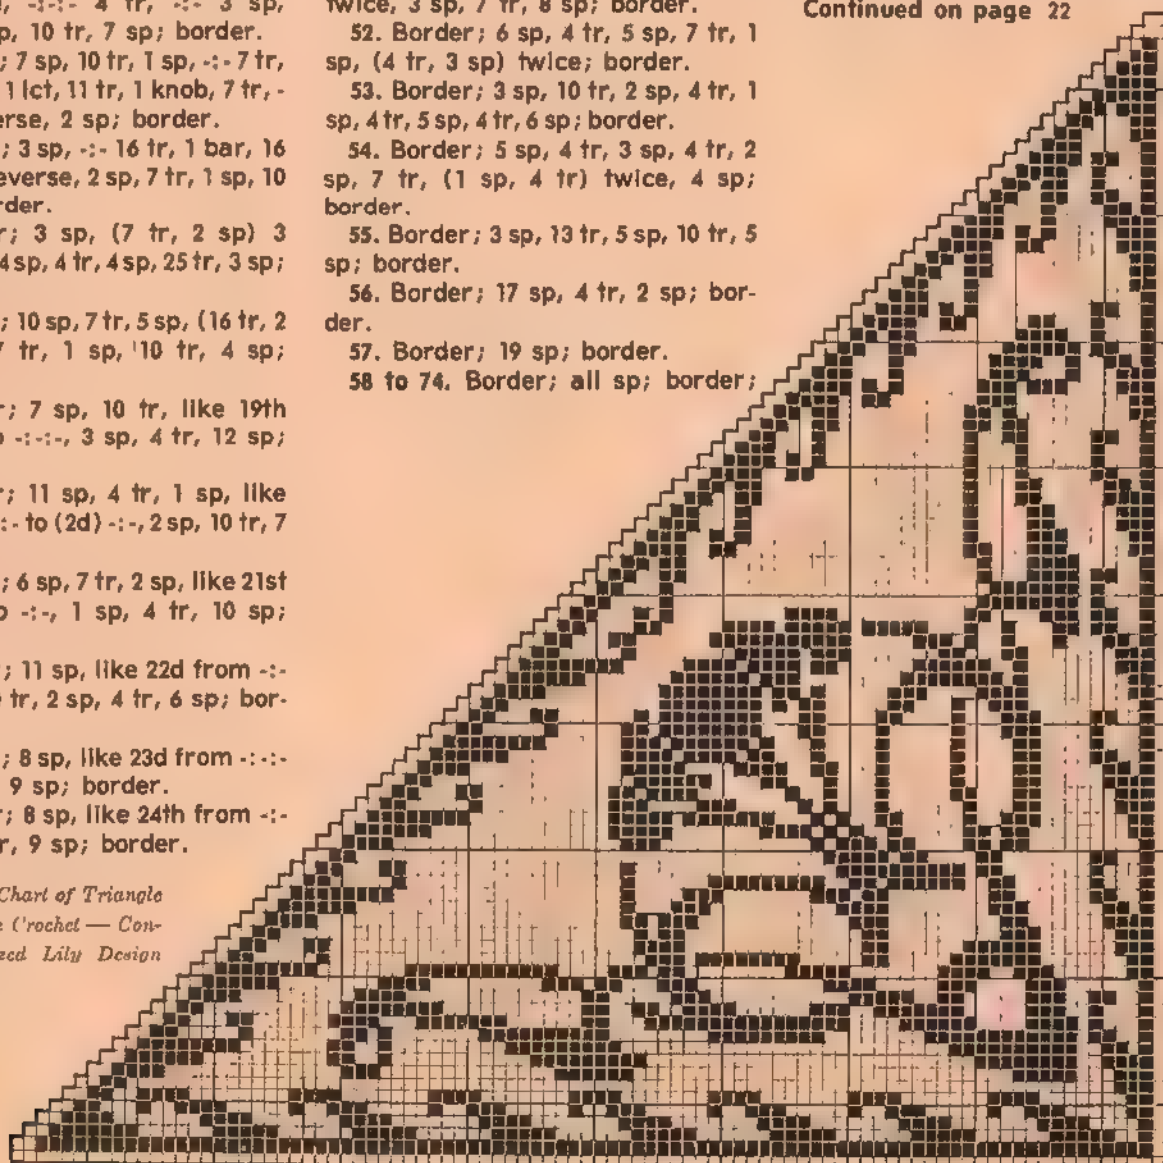 -:-:- 4 tr, -:- 3 sp,
p, 10 tr, 7 sp; border.
; 7 sp, 10 tr, 1 sp, -:- 7 tr,
1 lct, 11 tr, 1 knob, 7 tr, -
erse, 2 sp; border.
; 3 sp, -:- 16 tr, 1 bar, 16
everse, 2 sp, 7 tr, 1 sp, 10
rder.
r; 3 sp, (7 tr, 2 sp) 3
4 sp, 4 tr, 4 sp, 25 tr, 3 sp;
; 10 sp, 7 tr, 5 sp, (16 tr, 2
7 tr, 1 sp, 10 tr, 4 sp;
r; 7 sp, 10 tr, like 19th
o -:-:-, 3 sp, 4 tr, 12 sp;
r; 11 sp, 4 tr, 1 sp, like
:- to (2d) -:-, 2 sp, 10 tr, 7
; 6 sp, 7 tr, 2 sp, like 21st
o -:-, 1 sp, 4 tr, 10 sp;
; 11 sp, like 22d from -:-
tr, 2 sp, 4 tr, 6 sp; bor-
; 8 sp, like 23d from -:-:-
9 sp; border.
r; 8 sp, like 24th from -:-
r, 9 sp; border.
Chart of Triangle
e Crochet — Con-
zed Lily Design
twice, 3 sp, 7 tr, 8 sp; border.
52. Border; 6 sp, 4 tr, 5 sp, 7 tr, 1
sp, (4 tr, 3 sp) twice; border.
53. Border; 3 sp, 10 tr, 2 sp, 4 tr, 1
sp, 4 tr, 5 sp, 4 tr, 6 sp; border.
54. Border; 5 sp, 4 tr, 3 sp, 4 tr, 2
sp, 7 tr, (1 sp, 4 tr) twice, 4 sp;
border.
55. Border; 3 sp, 13 tr, 5 sp, 10 tr, 5
sp; border.
56. Border; 17 sp, 4 tr, 2 sp; bor-
der.
57. Border; 19 sp; border.
58 to 74. Border; all sp; border;
Continued on page 22